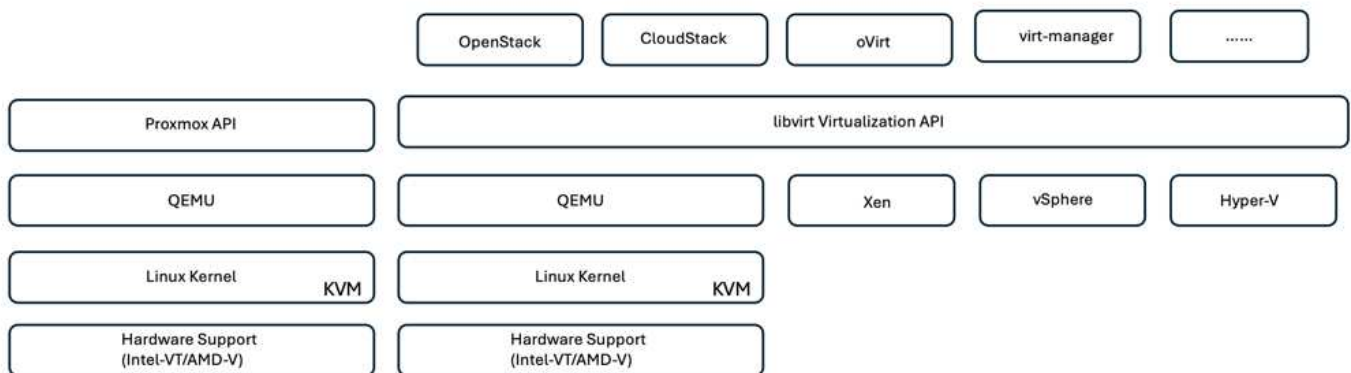 OpenStack
CloudStack
oVirt
virt-manager
......
Proxmox API
libvirt Virtualization API
QEMU
QEMU
Xen
vSphere
Hyper-V
Linux Kernel
KVM
Linux Kernel
KVM
Hardware Support
(Intel-VT/AMD-V)
Hardware Support
(Intel-VT/AMD-V)